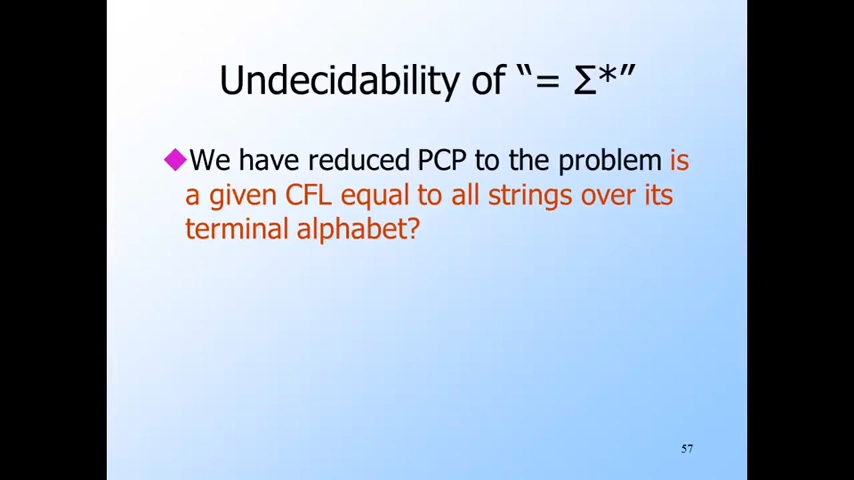 Undecidability of “= Σ*”
We have reduced PCP to the problem is
a given CFL equal to all strings over its
terminal alphabet?
57